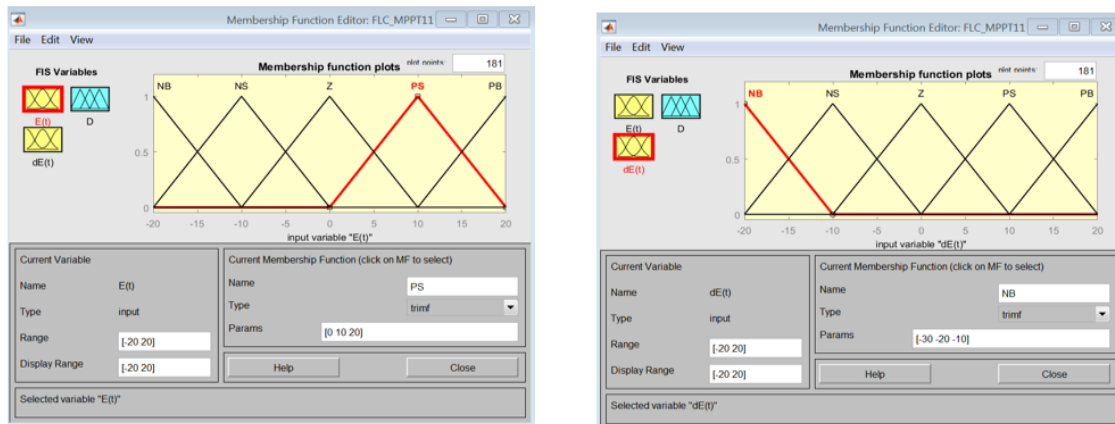 Membership Function Editor: FLC_MPPT11
File Edit View
FIS Variables
Membership function plots plot points: 181
E(t) D
dE(t)
NB NS Z PS PB
1
0.5
0
-20 -15 -10 -5 0 5 10 15 20
input variable "E(t)"
Current Variable
Name E(t)
Type input
Range [-20 20]
Display Range [-20 20]
Current Membership Function (click on MF to select)
Name PS
Type trimf
Params [0 10 20]
Help Close
Selected variable "E(t)"
Membership Function Editor: FLC_MPPT11
File Edit View
FIS Variables
Membership function plots plot points: 181
E(t) D
dE(t)
NB NS Z PS PB
1
0.5
0
-20 -15 -10 -5 0 5 10 15 20
input variable "dE(t)"
Current Variable
Name dE(t)
Type input
Range [-20 20]
Display Range [-20 20]
Current Membership Function (click on MF to select)
Name NB
Type trimf
Params [-30 -20 -10]
Help Close
Selected variable "dE(t)"